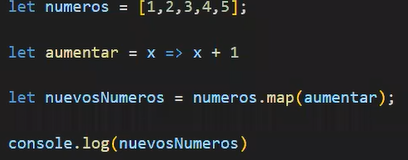 let numeros = [1,2,3,4,5];
let aumentar = x => x + 1
let nuevosNumeros = numeros.map(aumentar);
console.log(nuevosNumeros)